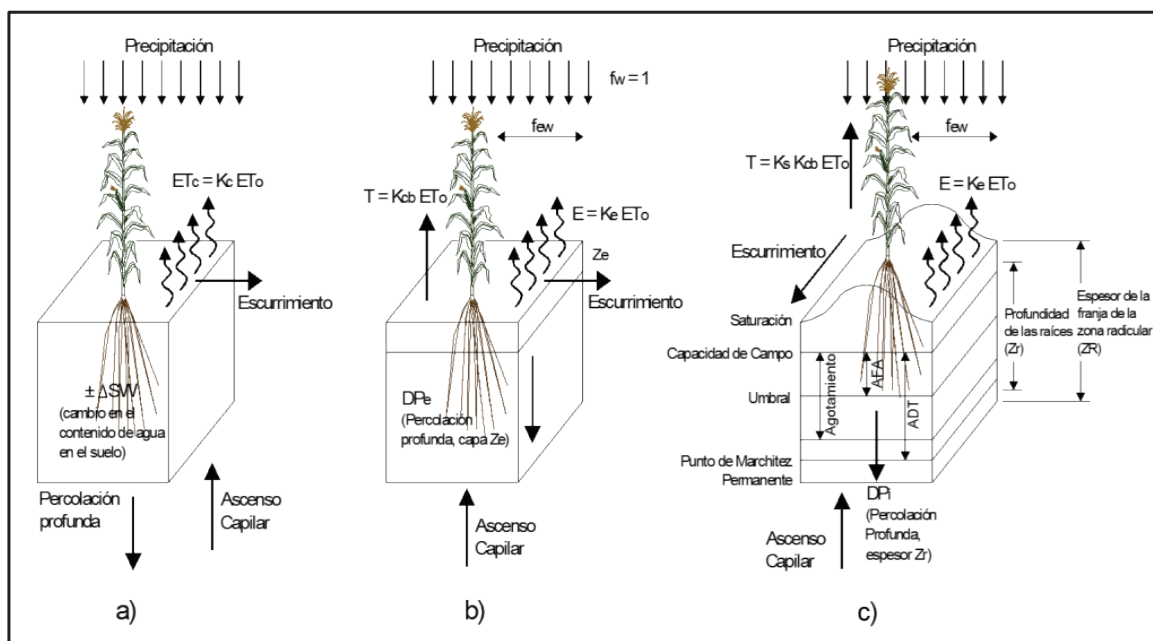 Precipitación
ETc = Kc ETo
Escurrimiento
± ΔSW
(cambio en el
contenido de agua
en el suelo)
Percolación
profunda
Ascenso
Capilar
a)
Precipitación
fw = 1
few
T = Kcb ETo
E = Ke ETo
Ze
Escurrimiento
DPe
(Percolación
profunda, capa Ze)
Ascenso
Capilar
b)
Precipitación
few
T = Ks Kcb ETo
E = Ke ETo
Escurrimiento
Saturación
Capacidad de Campo
Umbral
Punto de Marchitez
Permanente
Agotamiento
AFA
ADT
Profundidad
de las raíces
(Zr)
Espesor de la
franja de la
zona radicular
(ZR)
DPi
(Percolación
Profunda,
espesor Zr)
Ascenso
Capilar
c)